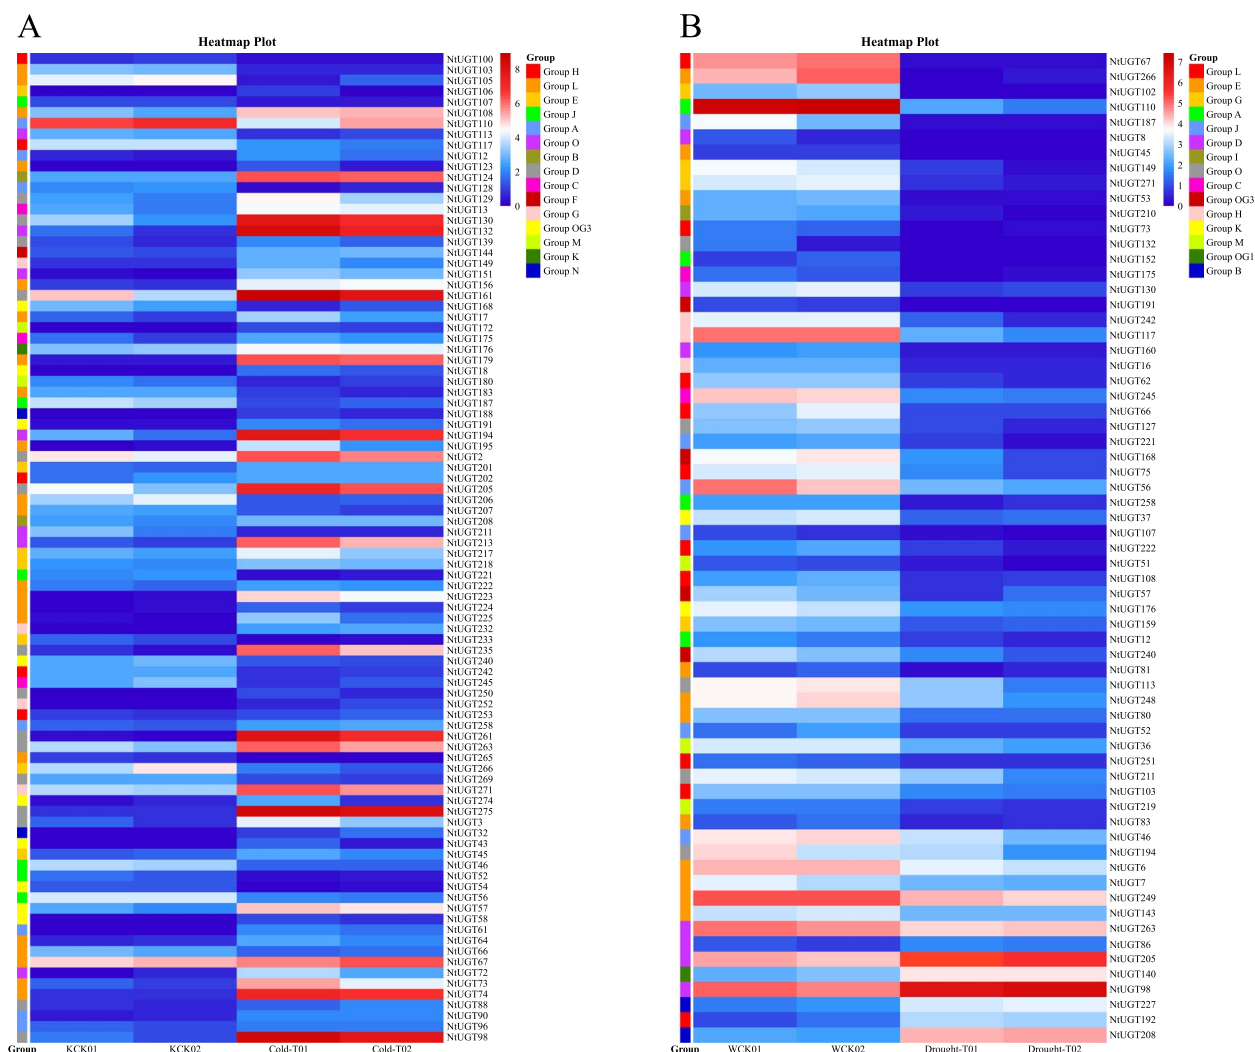 A
Heatmap Plot
NtUGT100
NtUGT103
NtUGT105
NtUGT106
NtUGT107
NtUGT108
NtUGT110
NtUGT113
NtUGT117
NtUGT12
NtUGT123
NtUGT124
NtUGT128
NtUGT129
NtUGT13
NtUGT130
NtUGT132
NtUGT139
NtUGT144
NtUGT149
NtUGT151
NtUGT156
NtUGT161
NtUGT168
NtUGT17
NtUGT172
NtUGT175
NtUGT176
NtUGT179
NtUGT18
NtUGT180
NtUGT183
NtUGT187
NtUGT188
NtUGT191
NtUGT194
NtUGT195
NtUGT2
NtUGT201
NtUGT202
NtUGT205
NtUGT206
NtUGT207
NtUGT208
NtUGT211
NtUGT213
NtUGT217
NtUGT218
NtUGT221
NtUGT222
NtUGT223
NtUGT224
NtUGT225
NtUGT232
NtUGT233
NtUGT235
NtUGT240
NtUGT242
NtUGT245
NtUGT250
NtUGT252
NtUGT253
NtUGT258
NtUGT261
NtUGT263
NtUGT265
NtUGT266
NtUGT269
NtUGT271
NtUGT274
NtUGT275
NtUGT3
NtUGT32
NtUGT43
NtUGT45
NtUGT46
NtUGT52
NtUGT54
NtUGT56
NtUGT57
NtUGT58
NtUGT61
NtUGT64
NtUGT66
NtUGT67
NtUGT72
NtUGT73
NtUGT74
NtUGT88
NtUGT90
NtUGT96
NtUGT98
Group KCK01 KCK02 Cold-T01 Cold-T02
8
6
4
2
0
Group
Group H
Group L
Group E
Group J
Group A
Group O
Group B
Group D
Group C
Group F
Group G
Group OG3
Group M
Group K
Group N
B
Heatmap Plot
NtUGT67
NtUGT266
NtUGT102
NtUGT110
NtUGT187
NtUGT8
NtUGT45
NtUGT149
NtUGT271
NtUGT53
NtUGT210
NtUGT73
NtUGT132
NtUGT152
NtUGT175
NtUGT130
NtUGT191
NtUGT242
NtUGT117
NtUGT160
NtUGT16
NtUGT62
NtUGT245
NtUGT66
NtUGT127
NtUGT221
NtUGT168
NtUGT75
NtUGT56
NtUGT258
NtUGT37
NtUGT107
NtUGT222
NtUGT51
NtUGT108
NtUGT57
NtUGT176
NtUGT159
NtUGT12
NtUGT240
NtUGT81
NtUGT113
NtUGT248
NtUGT80
NtUGT52
NtUGT36
NtUGT251
NtUGT211
NtUGT103
NtUGT219
NtUGT83
NtUGT46
NtUGT194
NtUGT6
NtUGT7
NtUGT249
NtUGT143
NtUGT263
NtUGT86
NtUGT205
NtUGT140
NtUGT98
NtUGT227
NtUGT192
NtUGT208
Group WCK01 WCK02 Drought-T01 Drought-T02
7
6
5
4
3
2
1
0
Group
Group L
Group E
Group G
Group A
Group J
Group D
Group I
Group O
Group C
Group OG3
Group H
Group K
Group M
Group OG1
Group B